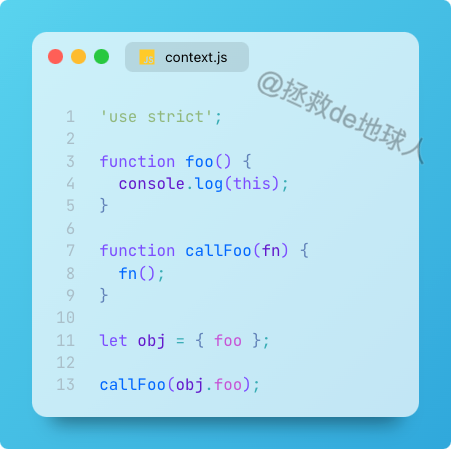 context.js
@拯救de地球人
1 'use strict';
2
3 function foo() {
4   console.log(this);
5 }
6
7 function callFoo(fn) {
8   fn();
9 }
10
11 let obj = { foo };
12
13 callFoo(obj.foo);